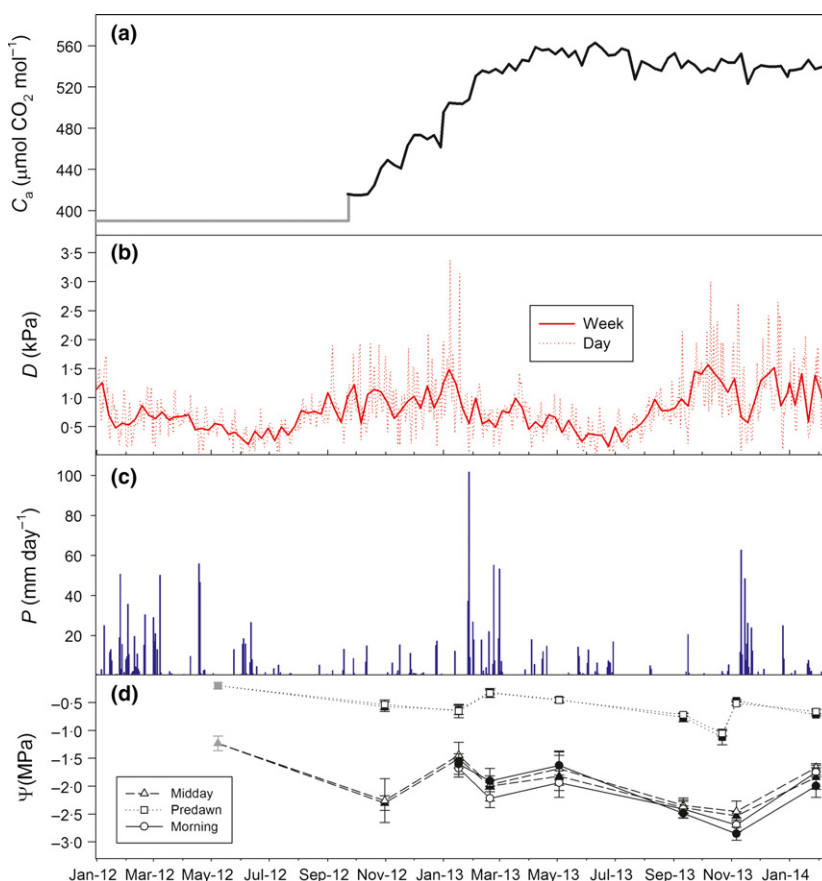 (a)
560
520
480
440
400
Cₐ (μmol CO₂ mol⁻¹)
(b)
3·5
3·0
2·5
2·0
1·5
1·0
0·5
D (kPa)
Week
Day
(c)
100
80
60
40
20
P (mm day⁻¹)
(d)
−0·5
−1·0
−1·5
−2·0
−2·5
−3·0
Ψ(MPa)
Midday
Predawn
Morning
Jan-12 Mar-12 May-12 Jul-12 Sep-12 Nov-12 Jan-13 Mar-13 May-13 Jul-13 Sep-13 Nov-13 Jan-14